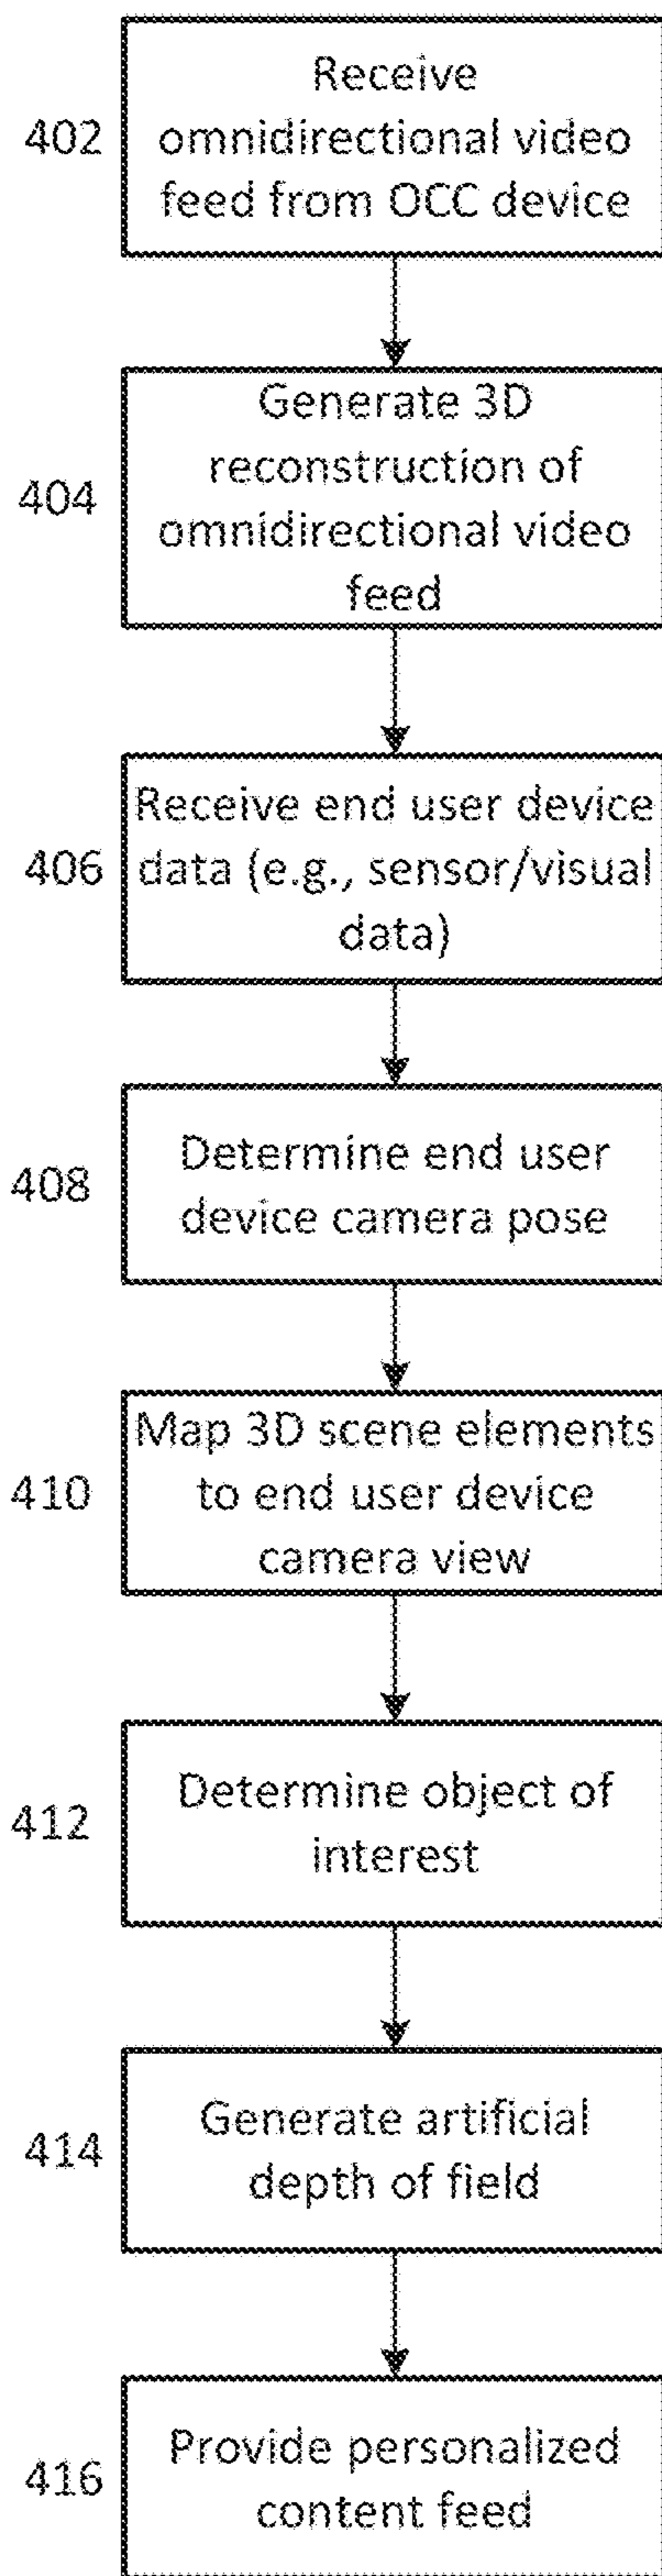 402
Receive
omnidirectional video
feed from OCC device
404
Generate 3D
reconstruction of
omnidirectional video
feed
406
Receive end user device
data (e.g., sensor/visual
data)
408
Determine end user
device camera pose
410
Map 3D scene elements
to end user device
camera view
412
Determine object of
interest
414
Generate artificial
depth of field
416
Provide personalized
content feed